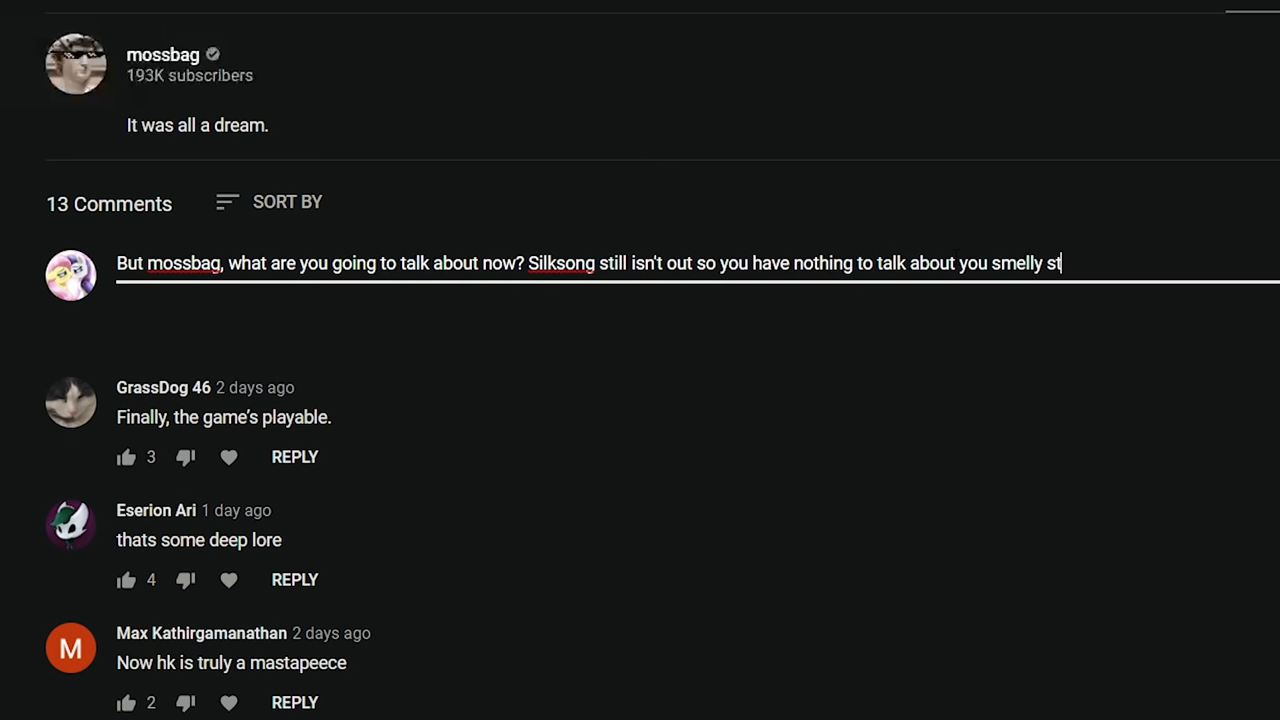 mossbag
193K subscribers
It was all a dream.
13 Comments SORT BY
But mossbag, what are you going to talk about now? Silksong still isn't out so you have nothing to talk about you smelly st
GrassDog 46 2 days ago
Finally, the game’s playable.
3 REPLY
Eserion Ari 1 day ago
thats some deep lore
4 REPLY
M
Max Kathirgamanathan 2 days ago
Now hk is truly a mastapeece
2 REPLY